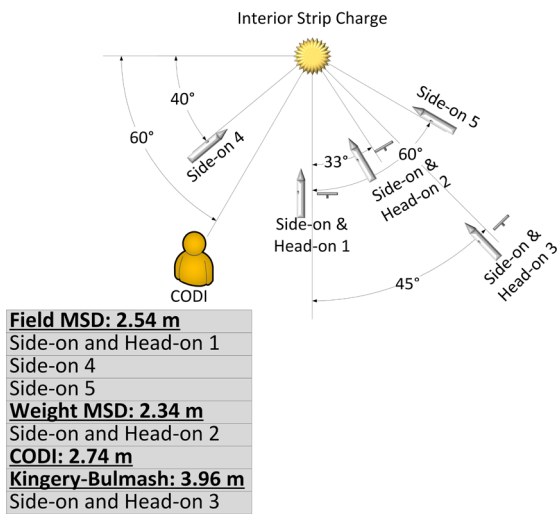 Interior Strip Charge
40°
60°
Side-on 4
Side-on 5
33°
60°
Side-on &
Head-on 2
Side-on &
Head-on 1
Side-on &
Head-on 3
45°
CODI
Field MSD: 2.54 m
Side-on and Head-on 1
Side-on 4
Side-on 5
Weight MSD: 2.34 m
Side-on and Head-on 2
CODI: 2.74 m
Kingery-Bulmash: 3.96 m
Side-on and Head-on 3